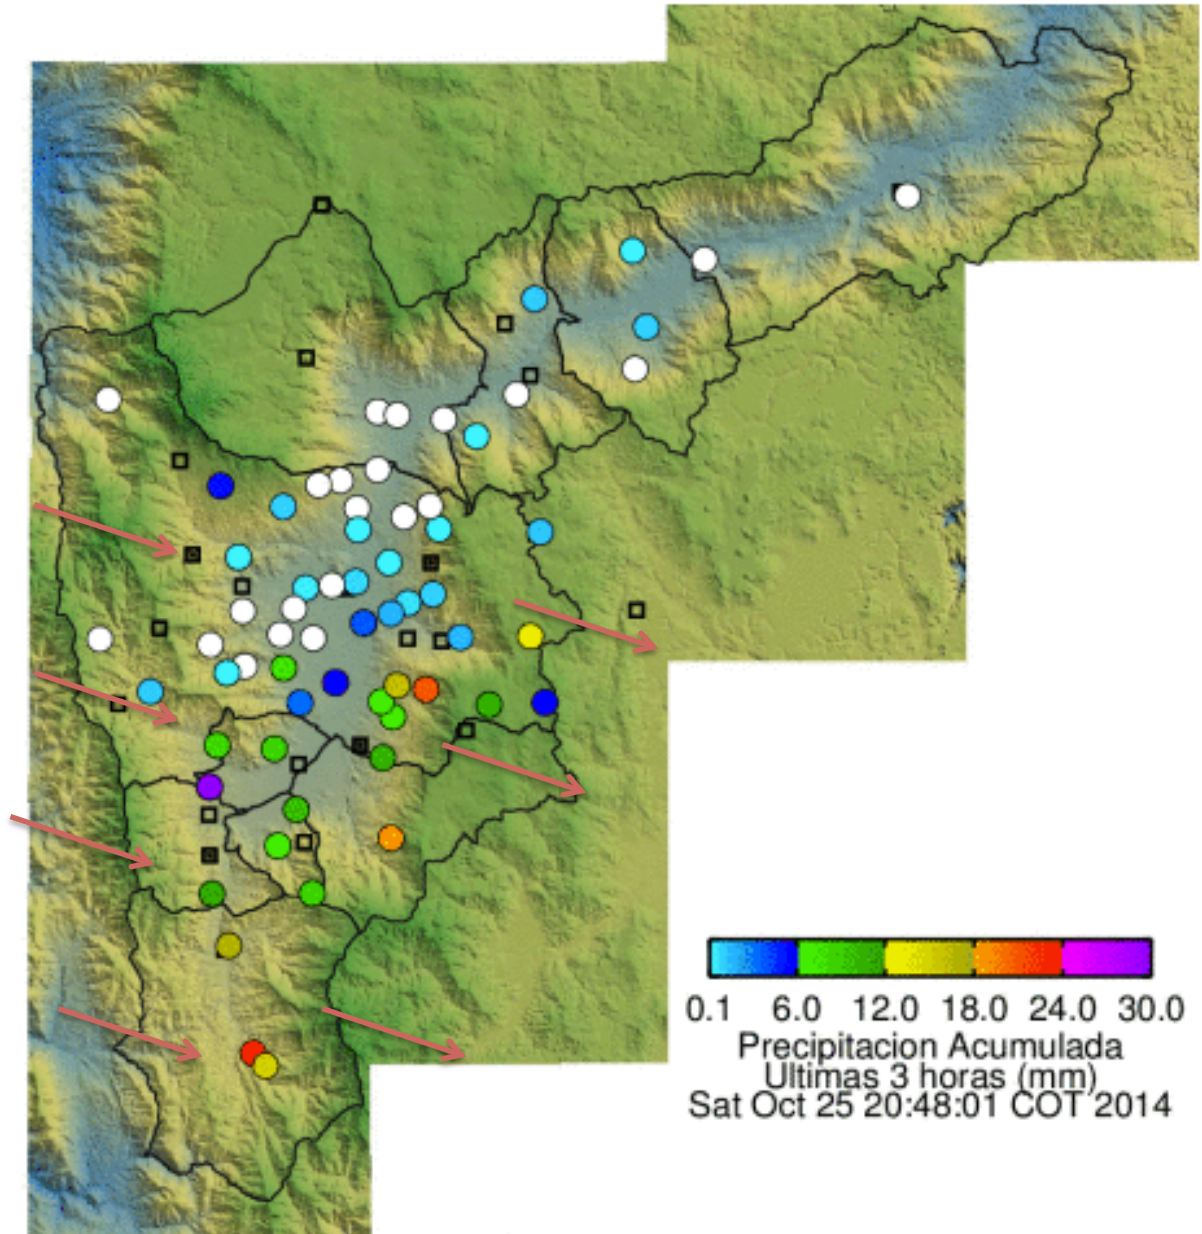 0.1 6.0 12.0 18.0 24.0 30.0
Precipitacion Acumulada
Ultimas 3 horas (mm)
Sat Oct 25 20:48:01 COT 2014